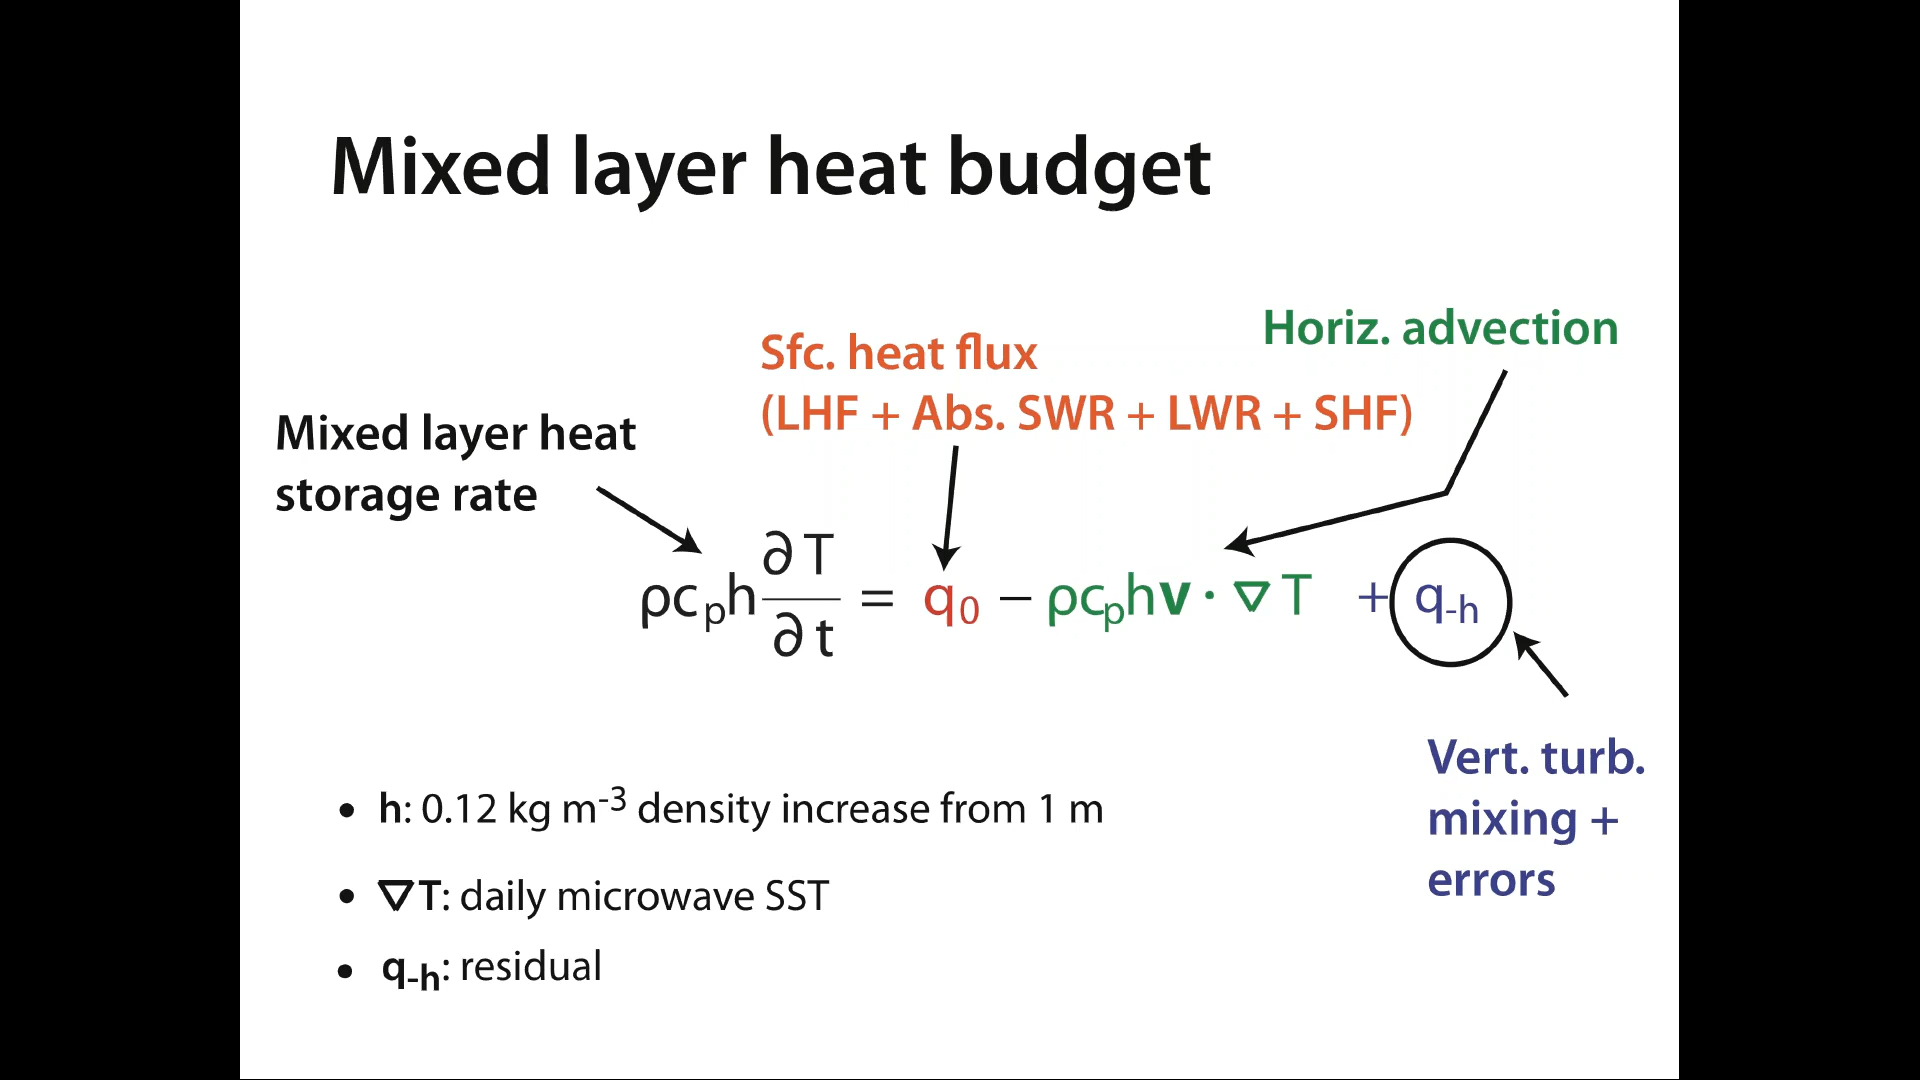 Mixed layer heat budget
Horiz. advection
Sfc. heat flux
(LHF + Abs. SWR + LWR + SHF)
Mixed layer heat
storage rate
ρc_p h ∂T/∂t = q_0 − ρc_p h v · ∇T + q_-h
Vert. turb.
mixing +
errors
• h: 0.12 kg m^-3 density increase from 1 m
• ∇T: daily microwave SST
• q_-h: residual